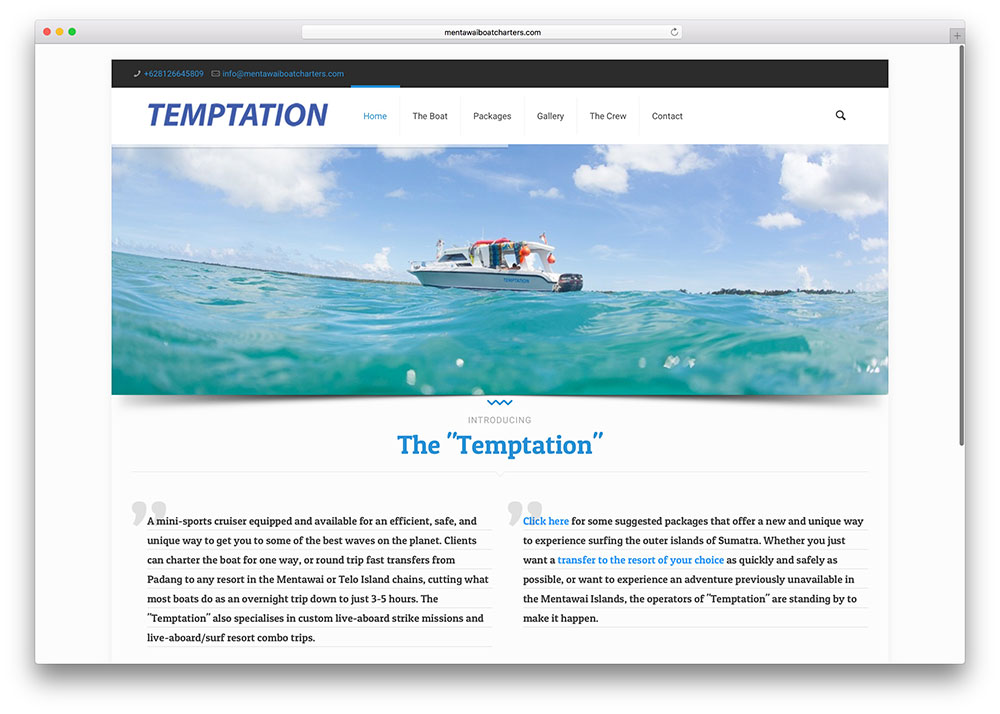 mentawaiboatcharters.com
+628126645809 info@mentawaiboatcharters.com
TEMPTATION Home The Boat Packages Gallery The Crew Contact
TEMPTATION
INTRODUCING
The "Temptation"
A mini-sports cruiser equipped and available for an efficient, safe, and
unique way to get you to some of the best waves on the planet. Clients
can charter the boat for one way, or round trip fast transfers from
Padang to any resort in the Mentawai or Telo Island chains, cutting what
most boats do as an overnight trip down to just 3-5 hours. The
"Temptation" also specialises in custom live-aboard strike missions and
live-aboard/surf resort combo trips.
Click here for some suggested packages that offer a new and unique way
to experience surfing the outer islands of Sumatra. Whether you just
want a transfer to the resort of your choice as quickly and safely as
possible, or want to experience an adventure previously unavailable in
the Mentawai Islands, the operators of "Temptation" are standing by to
make it happen.